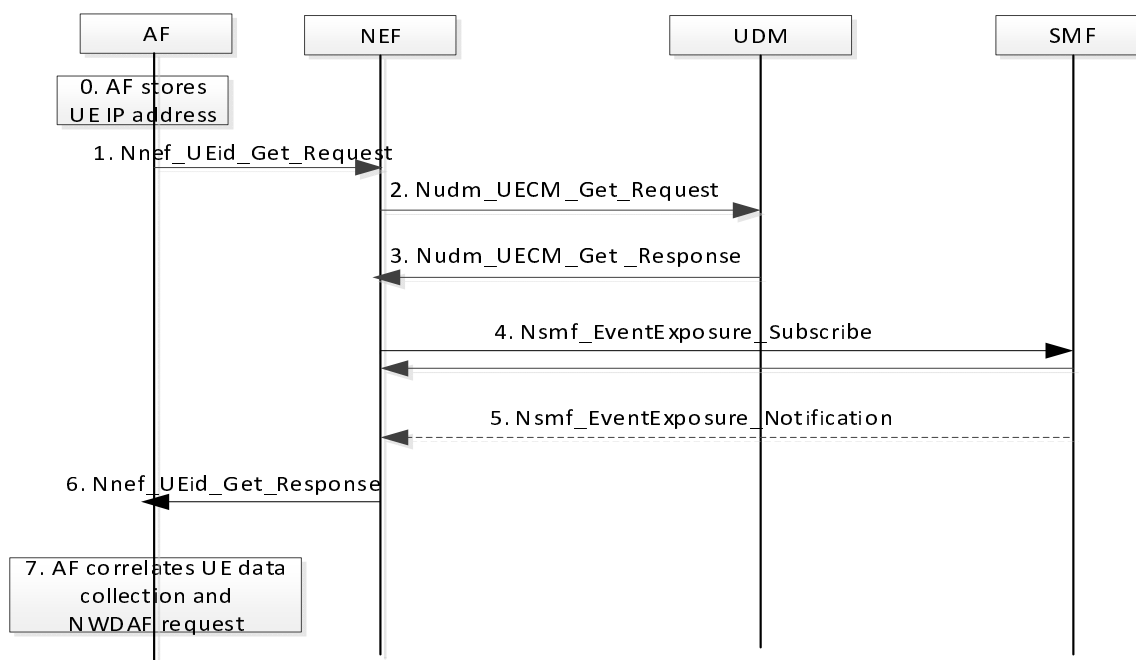 AF
NEF
UDM
SMF
0. AF stores
UE IP address
1. Nnef_UEid_Get_Request
2. Nudm_UECM_Get_Request
3. Nudm_UECM_Get _Response
4. Nsmf_EventExposure_Subscribe
5. Nsmf_EventExposure_Notification
6. Nnef_UEid_Get_Response
7. AF correlates UE data
collection and
NWDAF request